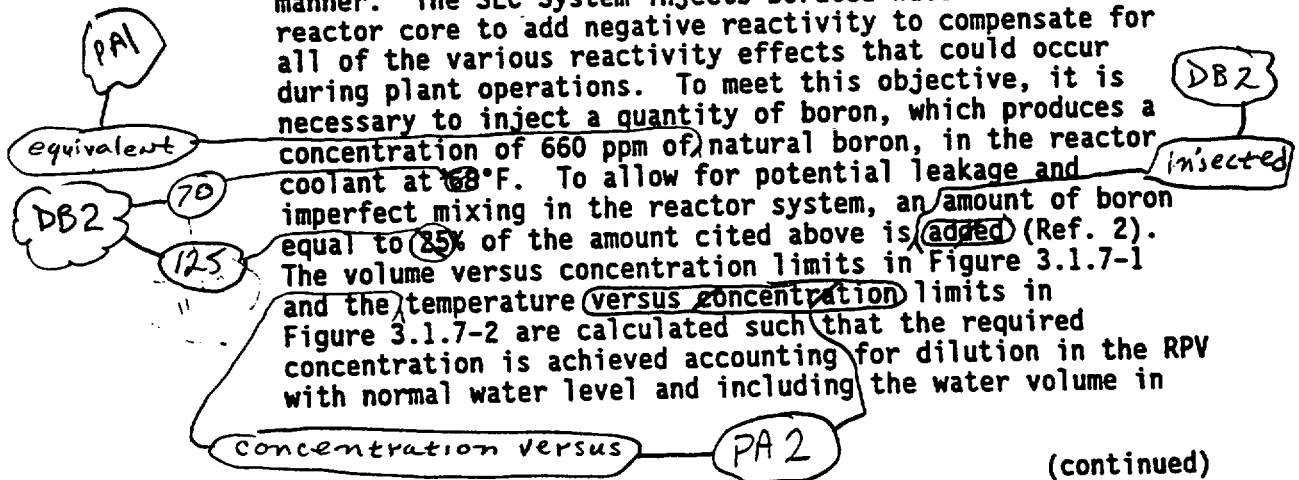 manner. The SLC System injects borated
PA1
reactor core to add negative reactivity to compensate for
all of the various reactivity effects that could occur
during plant operations. To meet this objective, it is
DB2
necessary to inject a quantity of boron, which produces a
equivalent
concentration of 660 ppm of natural boron, in the reactor
70
coolant at 68°F. To allow for potential leakage and
injected
DB2
imperfect mixing in the reactor system, an amount of boron
equal to 25% of the amount cited above is added (Ref. 2).
125
The volume versus concentration limits in Figure 3.1.7-1
and the temperature versus concentration limits in
Figure 3.1.7-2 are calculated such that the required
concentration is achieved accounting for dilution in the RPV
with normal water level and including the water volume in
concentration versus
PA2
(continued)